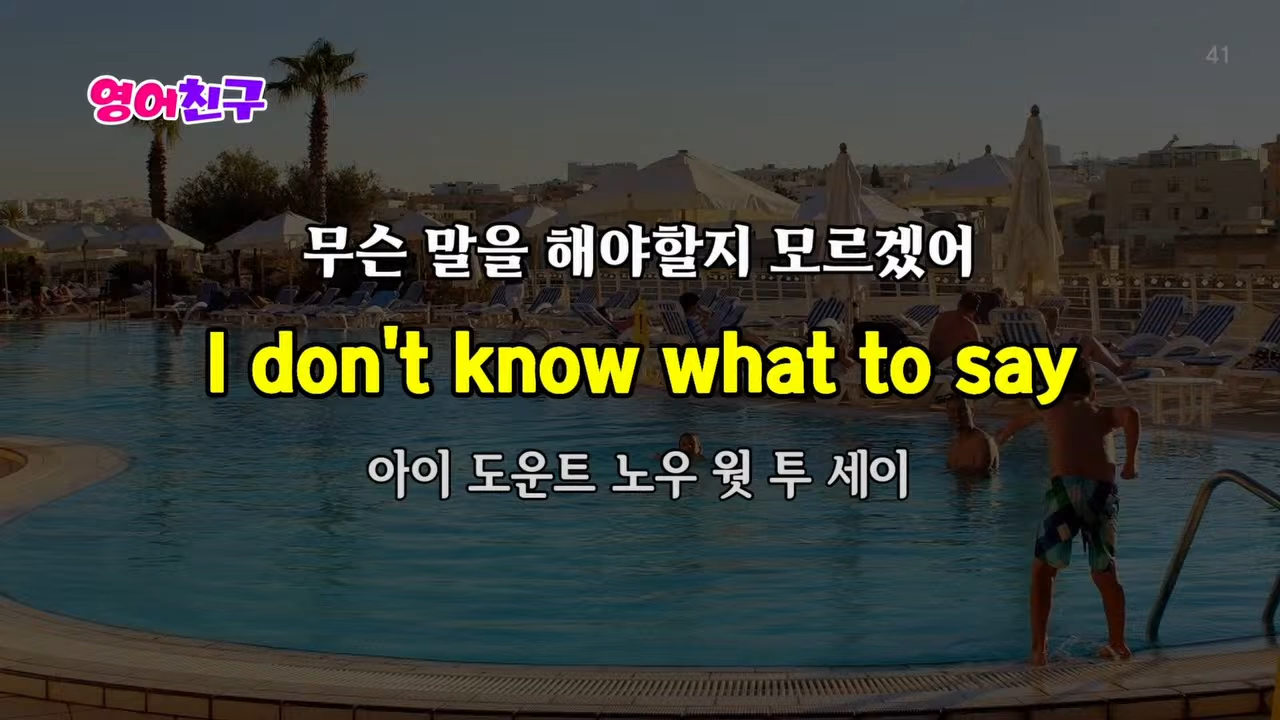 41
영어친구
무슨 말을 해야할지 모르겠어
I don't know what to say
아이 도운트 노우 웟 투 세이